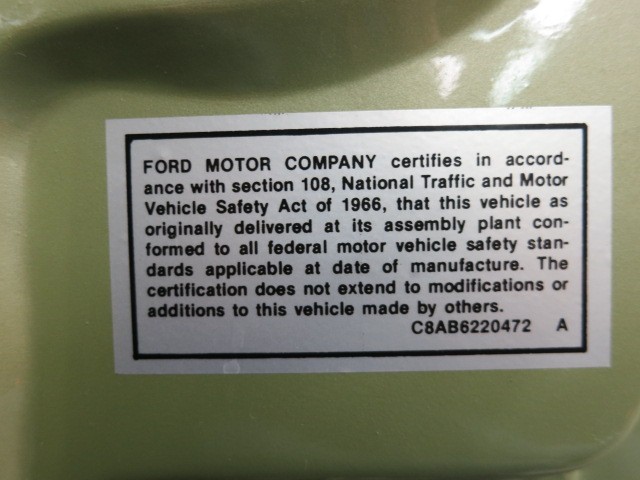 FORD MOTOR COMPANY certifies in accord-
ance with section 108, National Traffic and Motor
Vehicle Safety Act of 1966, that this vehicle as
originally delivered at its assembly plant con-
formed to all federal motor vehicle safety stan-
dards applicable at date of manufacture. The
certification does not extend to modifications or
additions to this vehicle made by others.
C8AB6220472 A